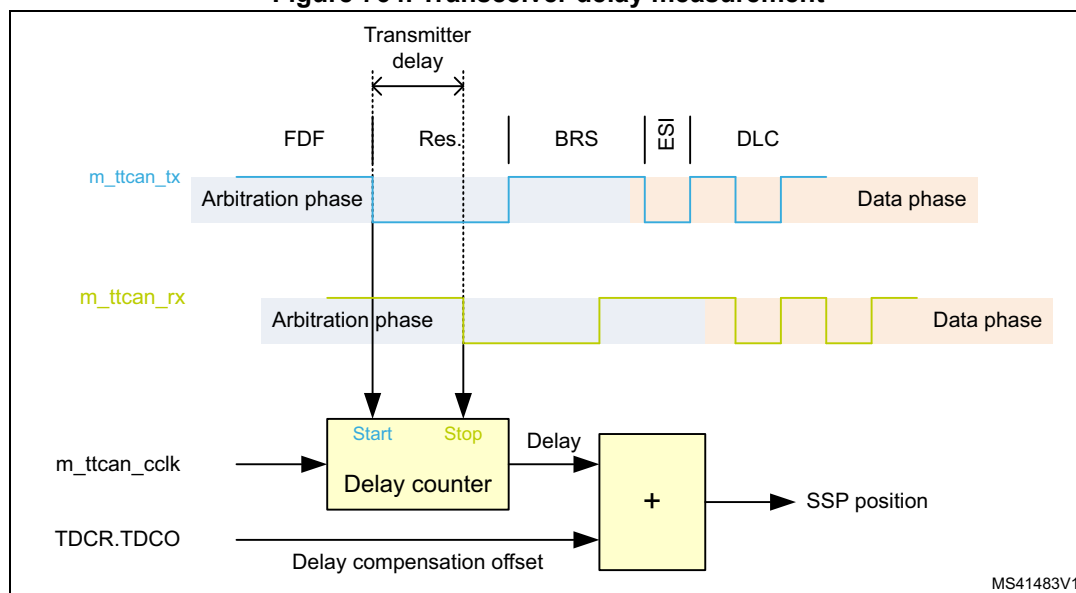 Transmitter
delay
FDF Res. BRS ESI DLC
m_ttcan_tx
Arbitration phase Data phase
m_ttcan_rx
Arbitration phase Data phase
Start Stop
Delay
m_ttcan_cclk
Delay counter
+
SSP position
TDCR.TDCO
Delay compensation offset
MS41483V1